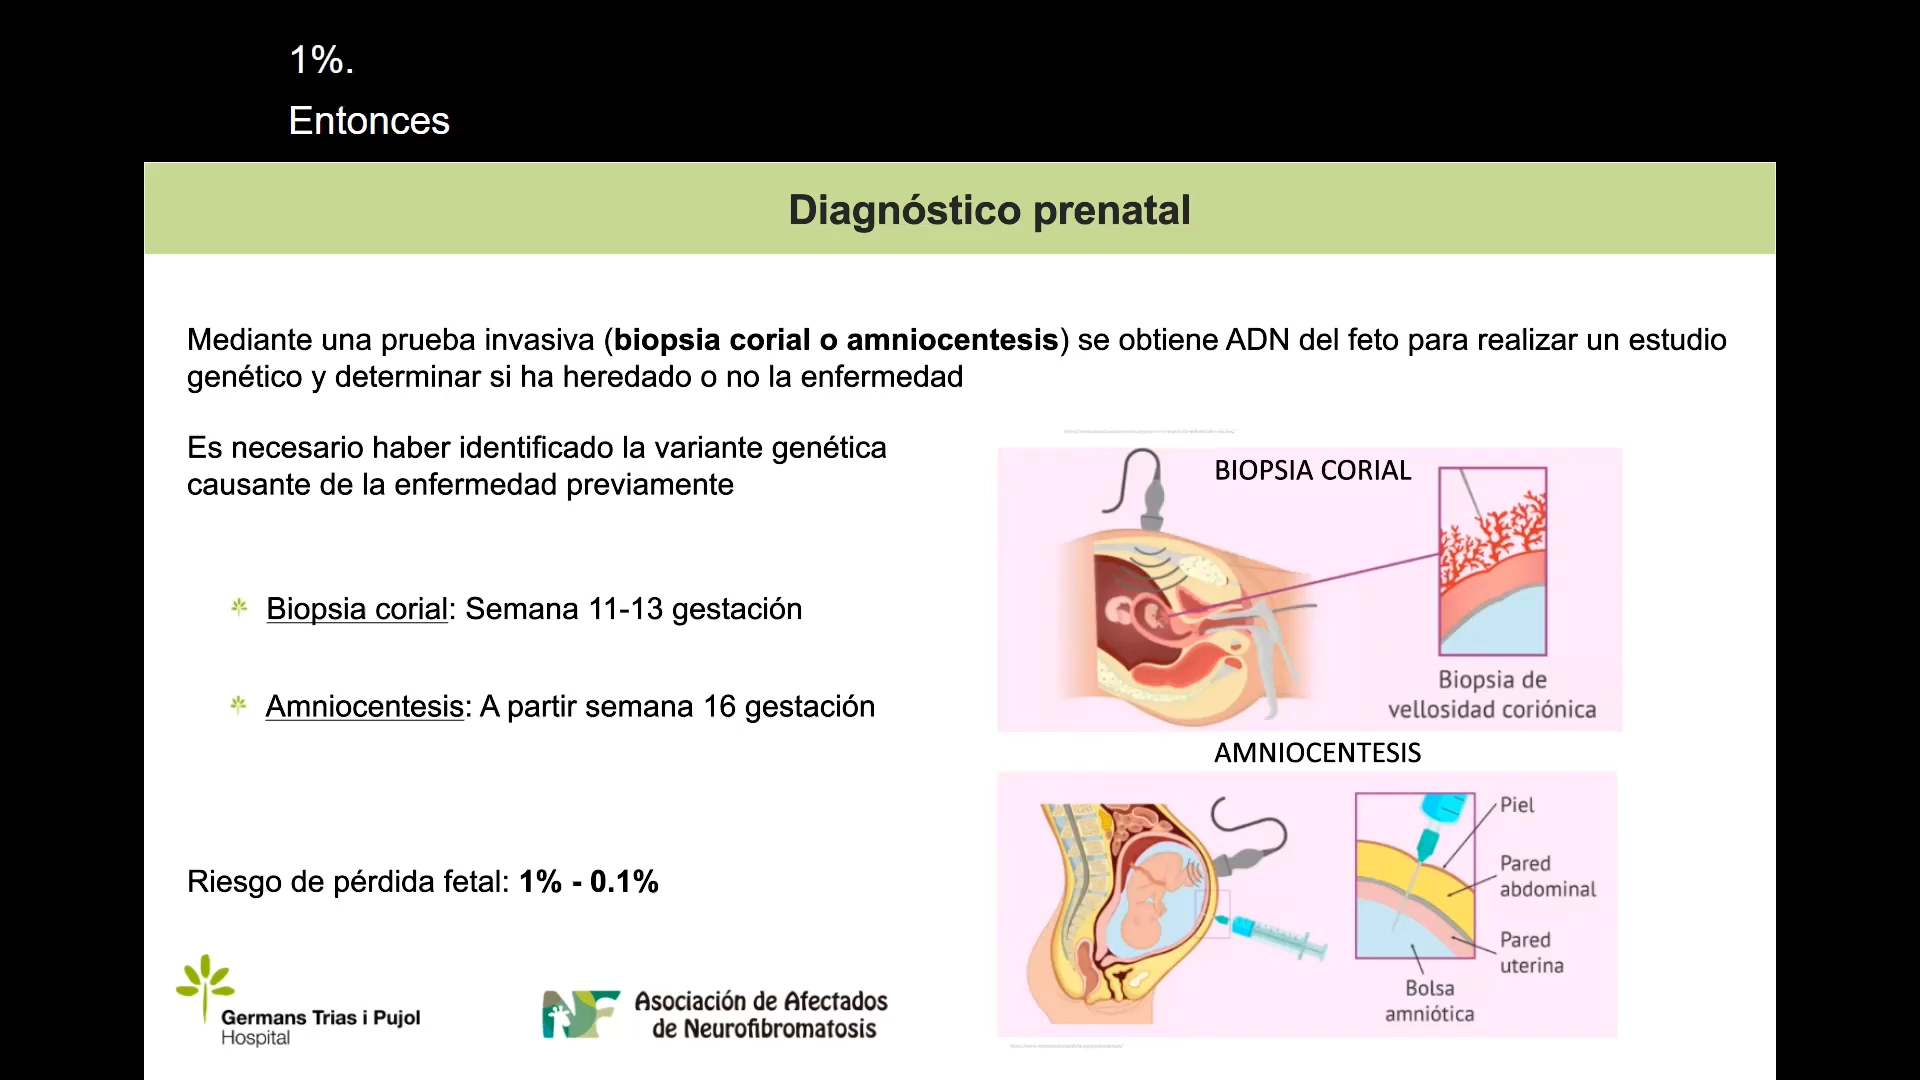 1%.
Entonces
Diagnóstico prenatal
Mediante una prueba invasiva (biopsia corial o amniocentesis) se obtiene ADN del feto para realizar un estudio
genético y determinar si ha heredado o no la enfermedad
Es necesario haber identificado la variante genética
causante de la enfermedad previamente
Biopsia corial: Semana 11-13 gestación
Amniocentesis: A partir semana 16 gestación
Riesgo de pérdida fetal: 1% - 0.1%
BIOPSIA CORIAL
Biopsia de
vellosidad coriónica
AMNIOCENTESIS
Piel
Pared
abdominal
Pared
uterina
Bolsa
amniótica
Germans Trias i Pujol
Hospital
NF
Asociación de Afectados
de Neurofibromatosis